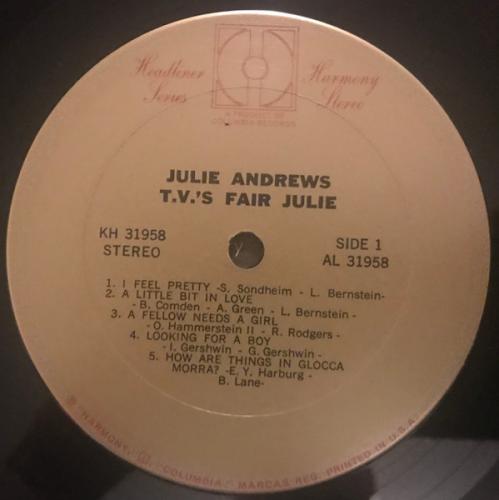 Headliner Series
Harmony Stereo
A PRODUCT OF
COLUMBIA RECORDS
JULIE ANDREWS
T.V.'S FAIR JULIE
KH 31958
STEREO
SIDE 1
AL 31958
1. I FEEL PRETTY -S. Sondheim - L. Bernstein-
2. A LITTLE BIT IN LOVE
- B. Comden - A. Green - L. Bernstein -
3. A FELLOW NEEDS A GIRL
- O. Hammerstein II - R. Rodgers -
4. LOOKING FOR A BOY
- I. Gershwin - G. Gershwin -
5. HOW ARE THINGS IN GLOCCA
MORRA? -E. Y. Harburg -
B. Lane-
"HARMONY," "COLUMBIA," MARCAS REG. PRINTED IN U.S.A.